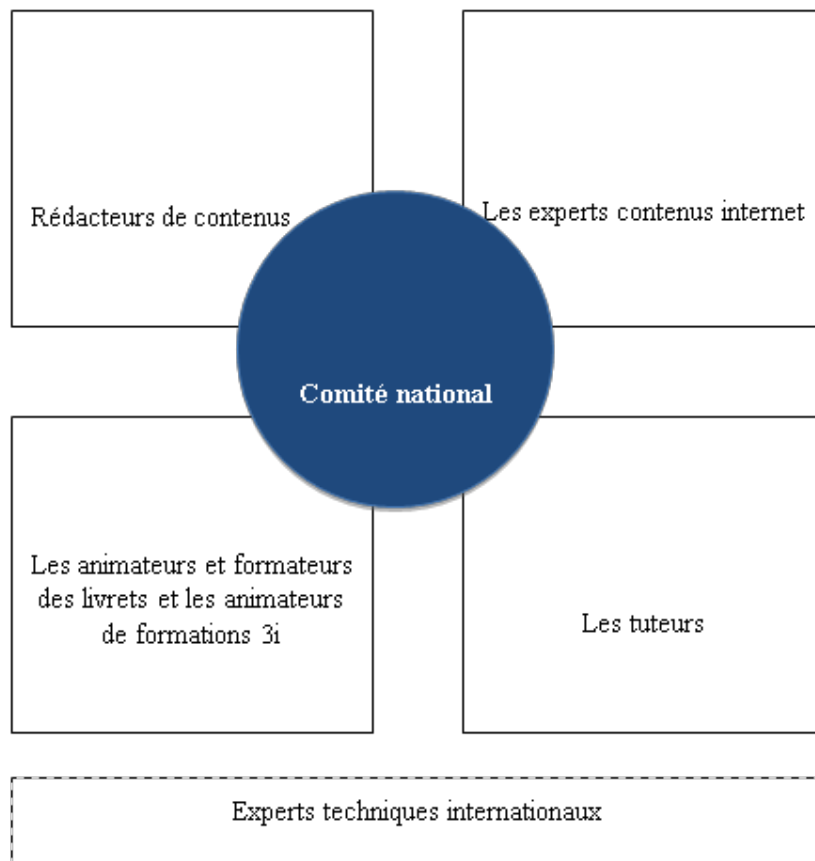 Rédacteurs de contenus
Les experts contenus internet
Comité national
Les animateurs et formateurs
des livrets et les animateurs
de formations 3i
Les tuteurs
Experts techniques internationaux